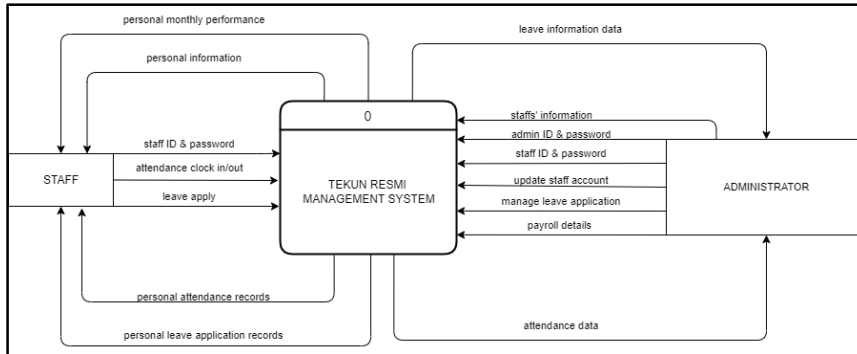 personal monthly performance
leave information data
personal information
0
staffs' information
admin ID & password
staff ID & password
staff ID & password
attendance clock in/out
STAFF
TEKUN RESMI
MANAGEMENT SYSTEM
update staff account
ADMINISTRATOR
leave apply
manage leave application
payroll details
personal attendance records
attendance data
personal leave application records